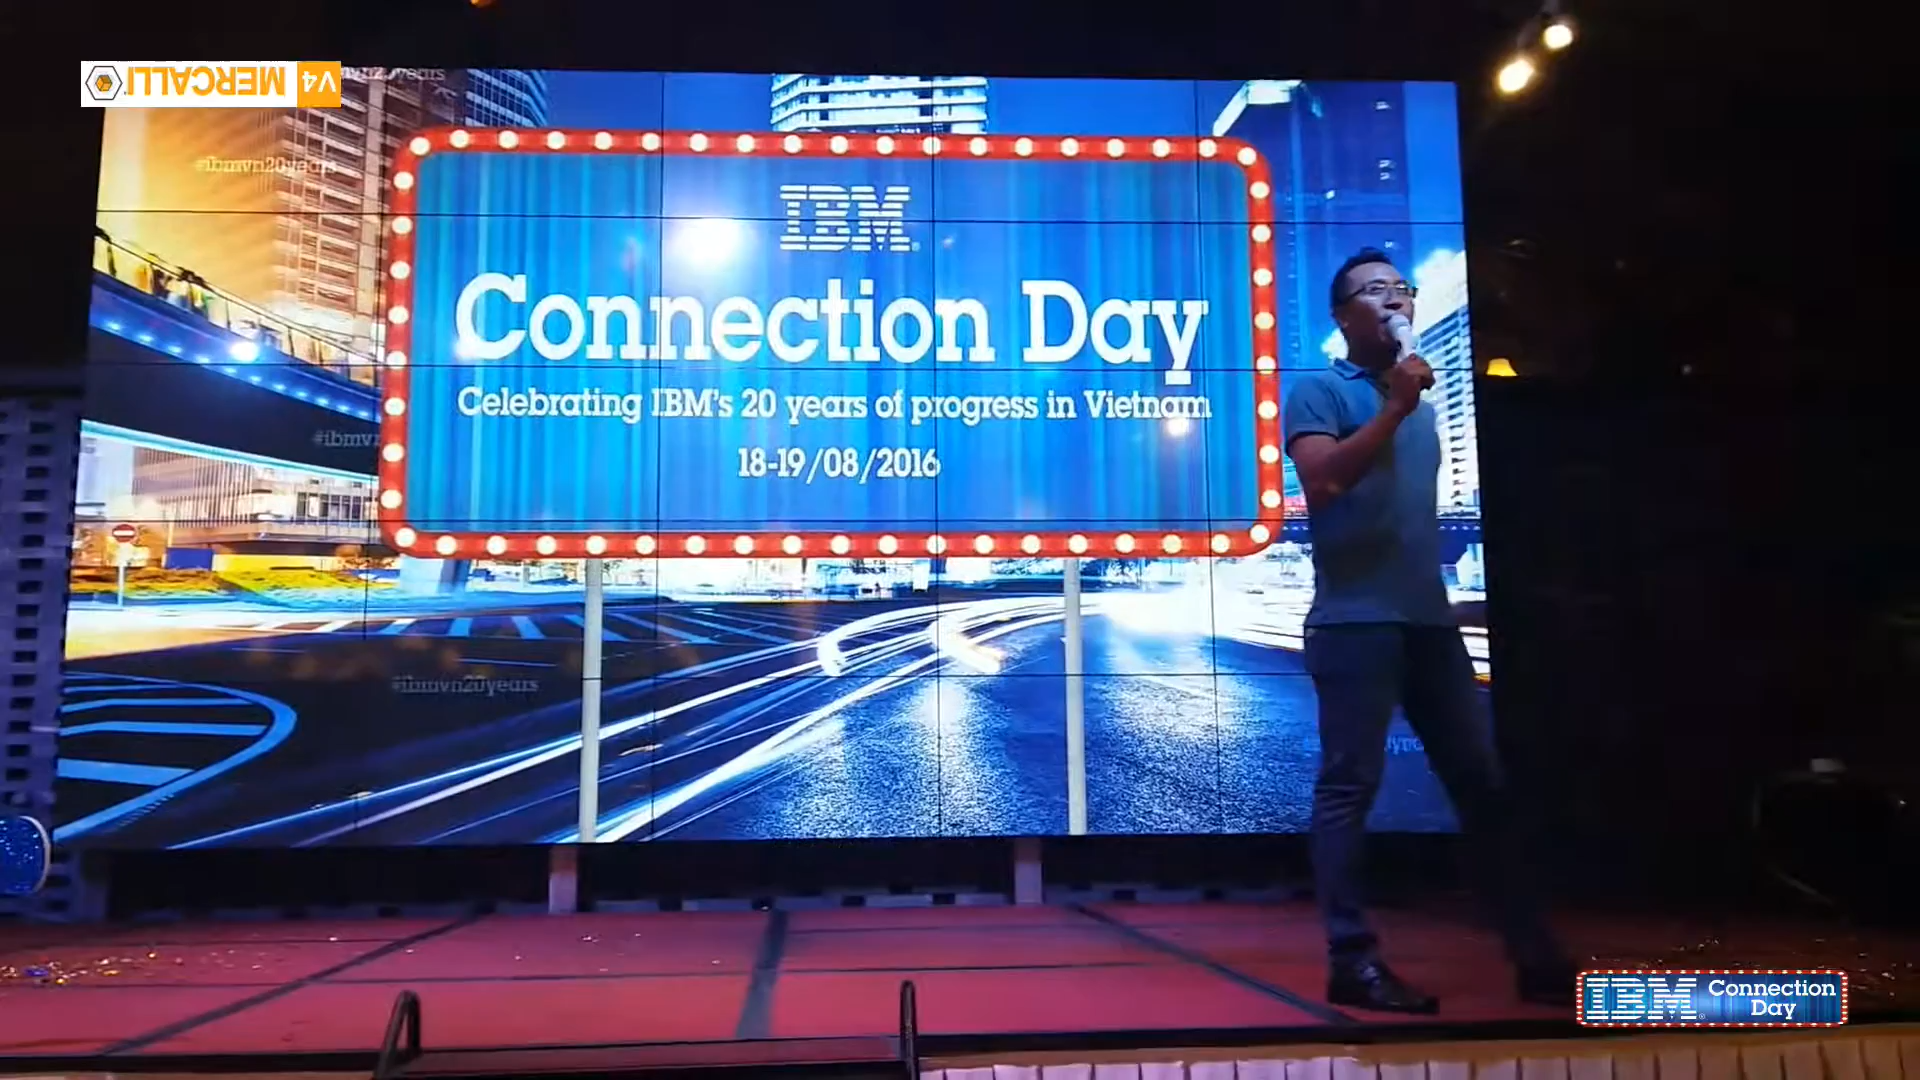 MERCALLI V4
#ibmvn20years
IBM
Connection Day
Celebrating IBM's 20 years of progress in Vietnam
18-19/08/2016
#ibmvn20years
IBM
Connection
Day